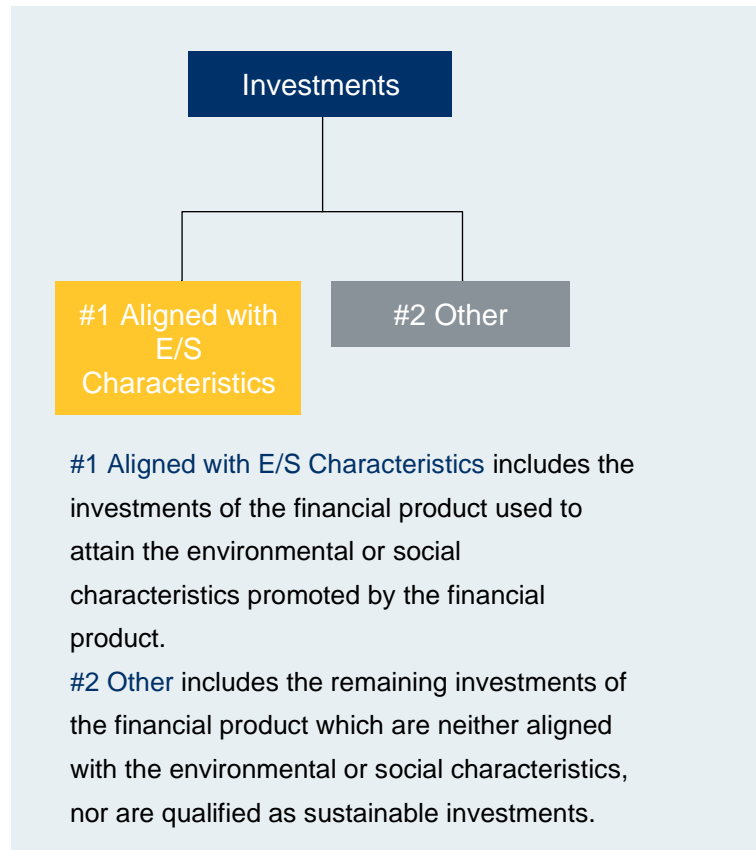 Investments
#1 Aligned with
E/S
Characteristics
#2 Other
#1 Aligned with E/S Characteristics includes the
investments of the financial product used to
attain the environmental or social
characteristics promoted by the financial
product.
#2 Other includes the remaining investments of
the financial product which are neither aligned
with the environmental or social characteristics,
nor are qualified as sustainable investments.